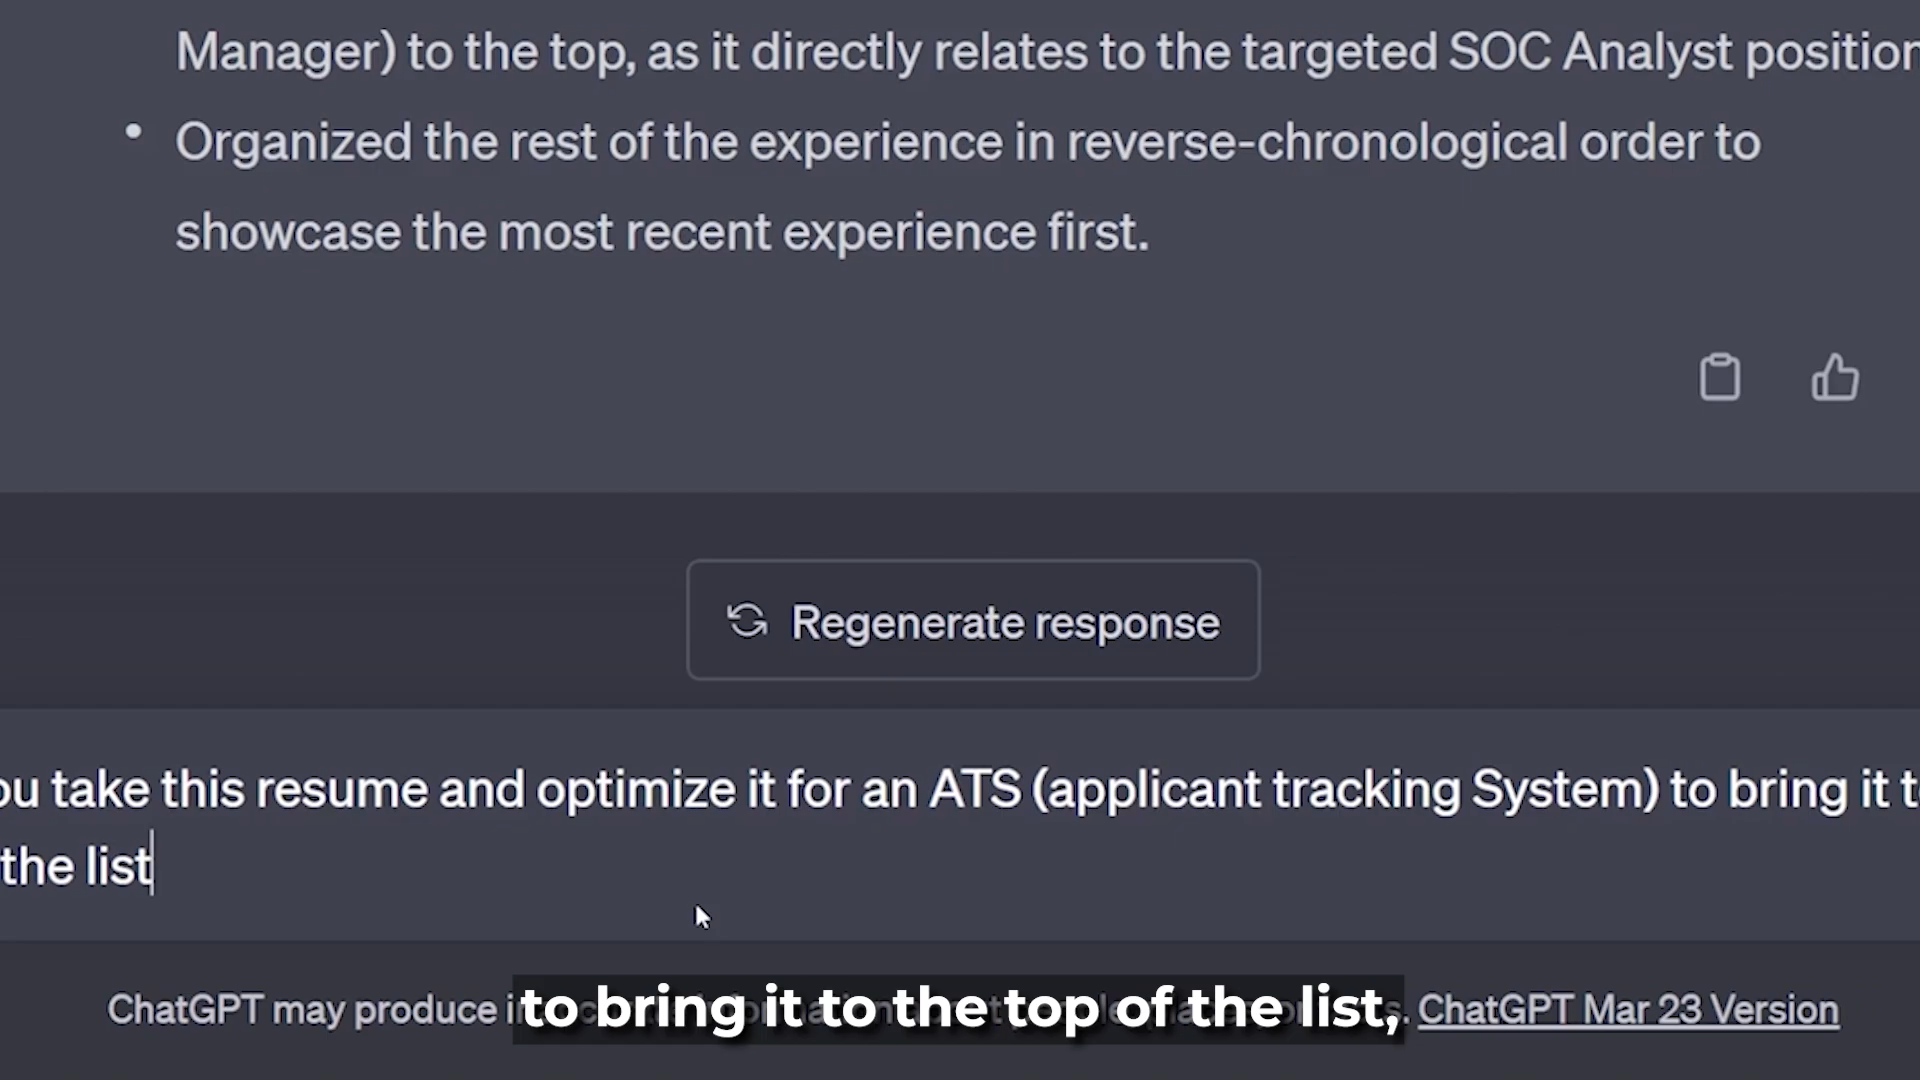 Manager) to the top, as it directly relates to the targeted SOC Analyst position
• Organized the rest of the experience in reverse-chronological order to
showcase the most recent experience first.
Regenerate response
ou take this resume and optimize it for an ATS (applicant tracking System) to bring it t
the list
ChatGPT may produce
to bring it to the top of the list,
ChatGPT Mar 23 Version